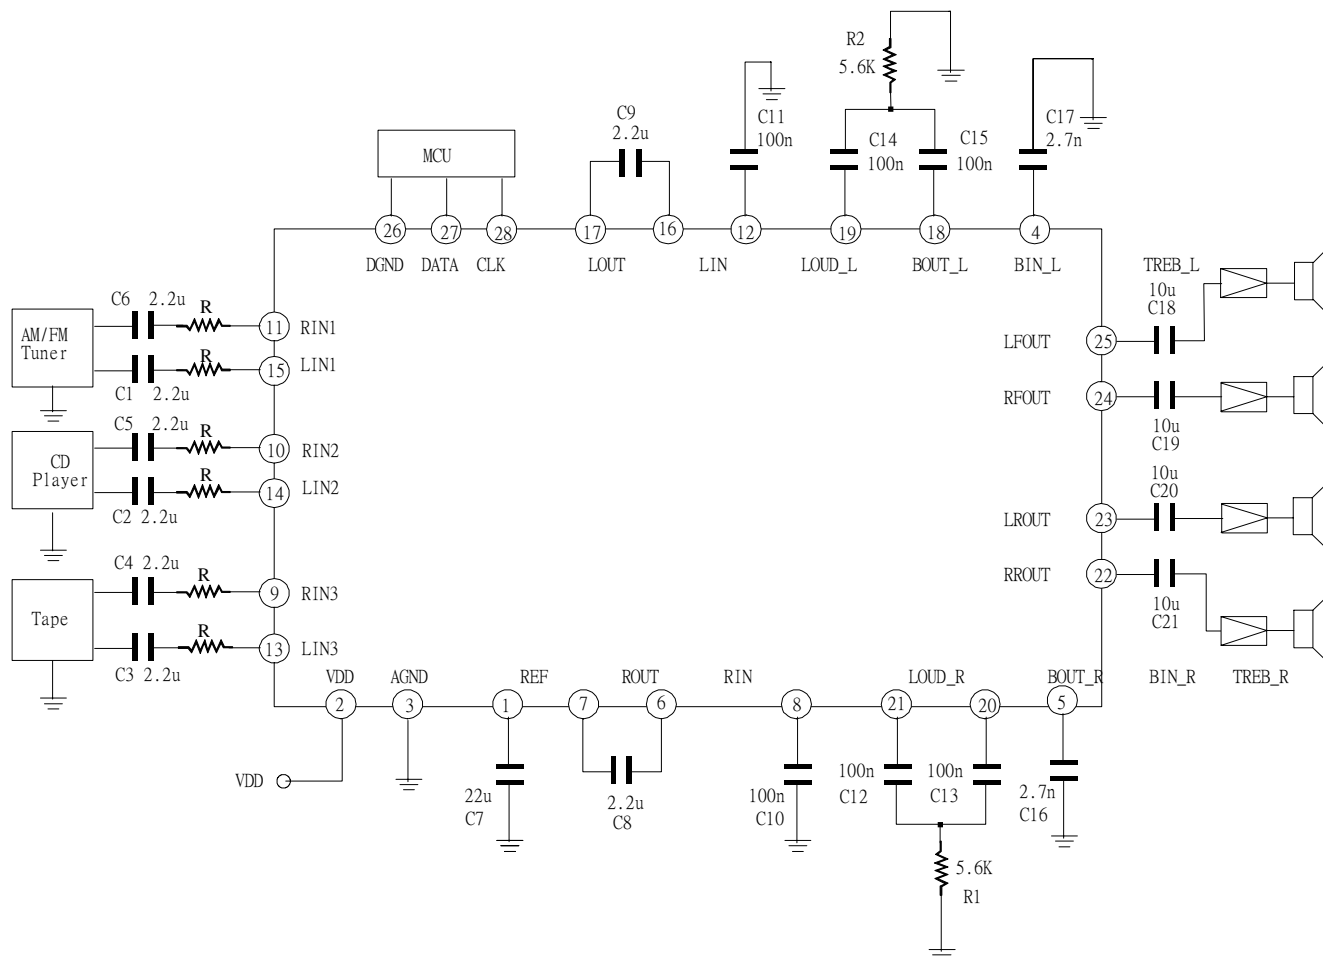 R2
5.6K
C9
2.2u
C11
100n
C14
100n
C15
100n
C17
2.7n
MCU
26
27
28
17
16
12
19
18
4
DGND
DATA
CLK
LOUT
LIN
LOUD_L
BOUT_L
BIN_L
TREB_L
10u
C18
C6 2.2u
R
AM/FM
Tuner
11
RIN1
R
15
LIN1
C1 2.2u
LFOUT
25
RFOUT
24
10u
C19
C5 2.2u
R
CD
Player
10
RIN2
R
14
LIN2
C2 2.2u
10u
C20
LROUT
23
RROUT
22
10u
C21
C4 2.2u
R
Tape
9
RIN3
R
13
LIN3
C3 2.2u
VDD
AGND
REF
ROUT
RIN
LOUD_R
BOUT_R
BIN_R
TREB_R
2
3
1
7
6
8
21
20
5
VDD
22u
C7
2.2u
C8
100n
C10
100n
C12
100n
C13
2.7n
C16
5.6K
R1